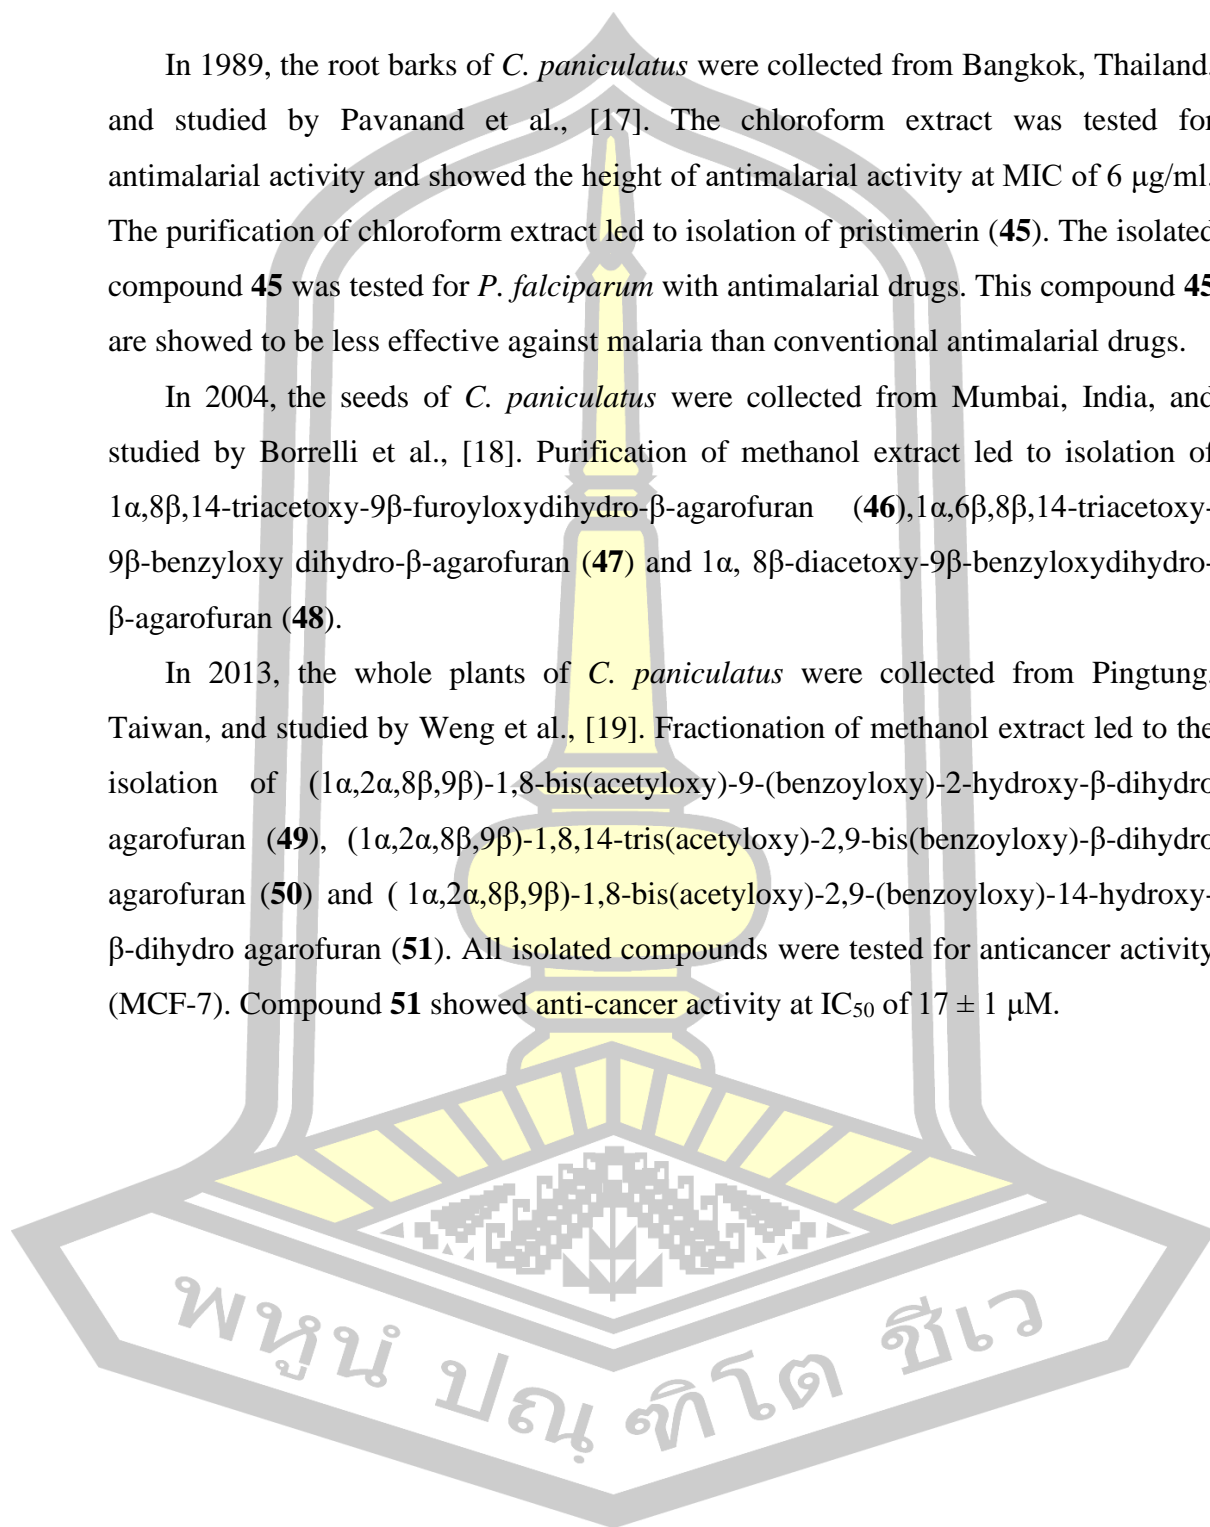 In 1989, the root barks of C. paniculatus were collected from Bangkok, Thailand,
and studied by Pavanand et al., [17]. The chloroform extract was tested for
antimalarial activity and showed the height of antimalarial activity at MIC of 6 μg/ml.
The purification of chloroform extract led to isolation of pristimerin (45). The isolated
compound 45 was tested for P. falciparum with antimalarial drugs. This compound 45
are showed to be less effective against malaria than conventional antimalarial drugs.
In 2004, the seeds of C. paniculatus were collected from Mumbai, India, and
studied by Borrelli et al., [18]. Purification of methanol extract led to isolation of
1α,8β,14-triacetoxy-9β-furoyloxydihydro-β-agarofuran (46),1α,6β,8β,14-triacetoxy-
9β-benzyloxy dihydro-β-agarofuran (47) and 1α, 8β-diacetoxy-9β-benzyloxydihydro-
β-agarofuran (48).
In 2013, the whole plants of C. paniculatus were collected from Pingtung,
Taiwan, and studied by Weng et al., [19]. Fractionation of methanol extract led to the
isolation of (1α,2α,8β,9β)-1,8-bis(acetyloxy)-9-(benzoyloxy)-2-hydroxy-β-dihydro
agarofuran (49), (1α,2α,8β,9β)-1,8,14-tris(acetyloxy)-2,9-bis(benzoyloxy)-β-dihydro
agarofuran (50) and ( 1α,2α,8β,9β)-1,8-bis(acetyloxy)-2,9-(benzoyloxy)-14-hydroxy-
β-dihydro agarofuran (51). All isolated compounds were tested for anticancer activity
(MCF-7). Compound 51 showed anti-cancer activity at IC50 of 17 ± 1 μM.
พหูนํ ปณฺ ฑิโต ชีเว